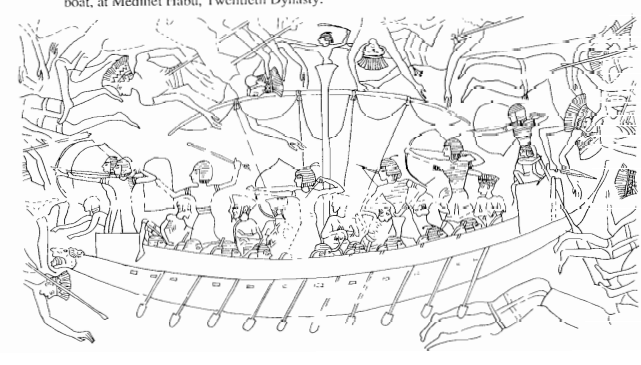 boat, at Medinet Habu, Twentieth Dynasty.